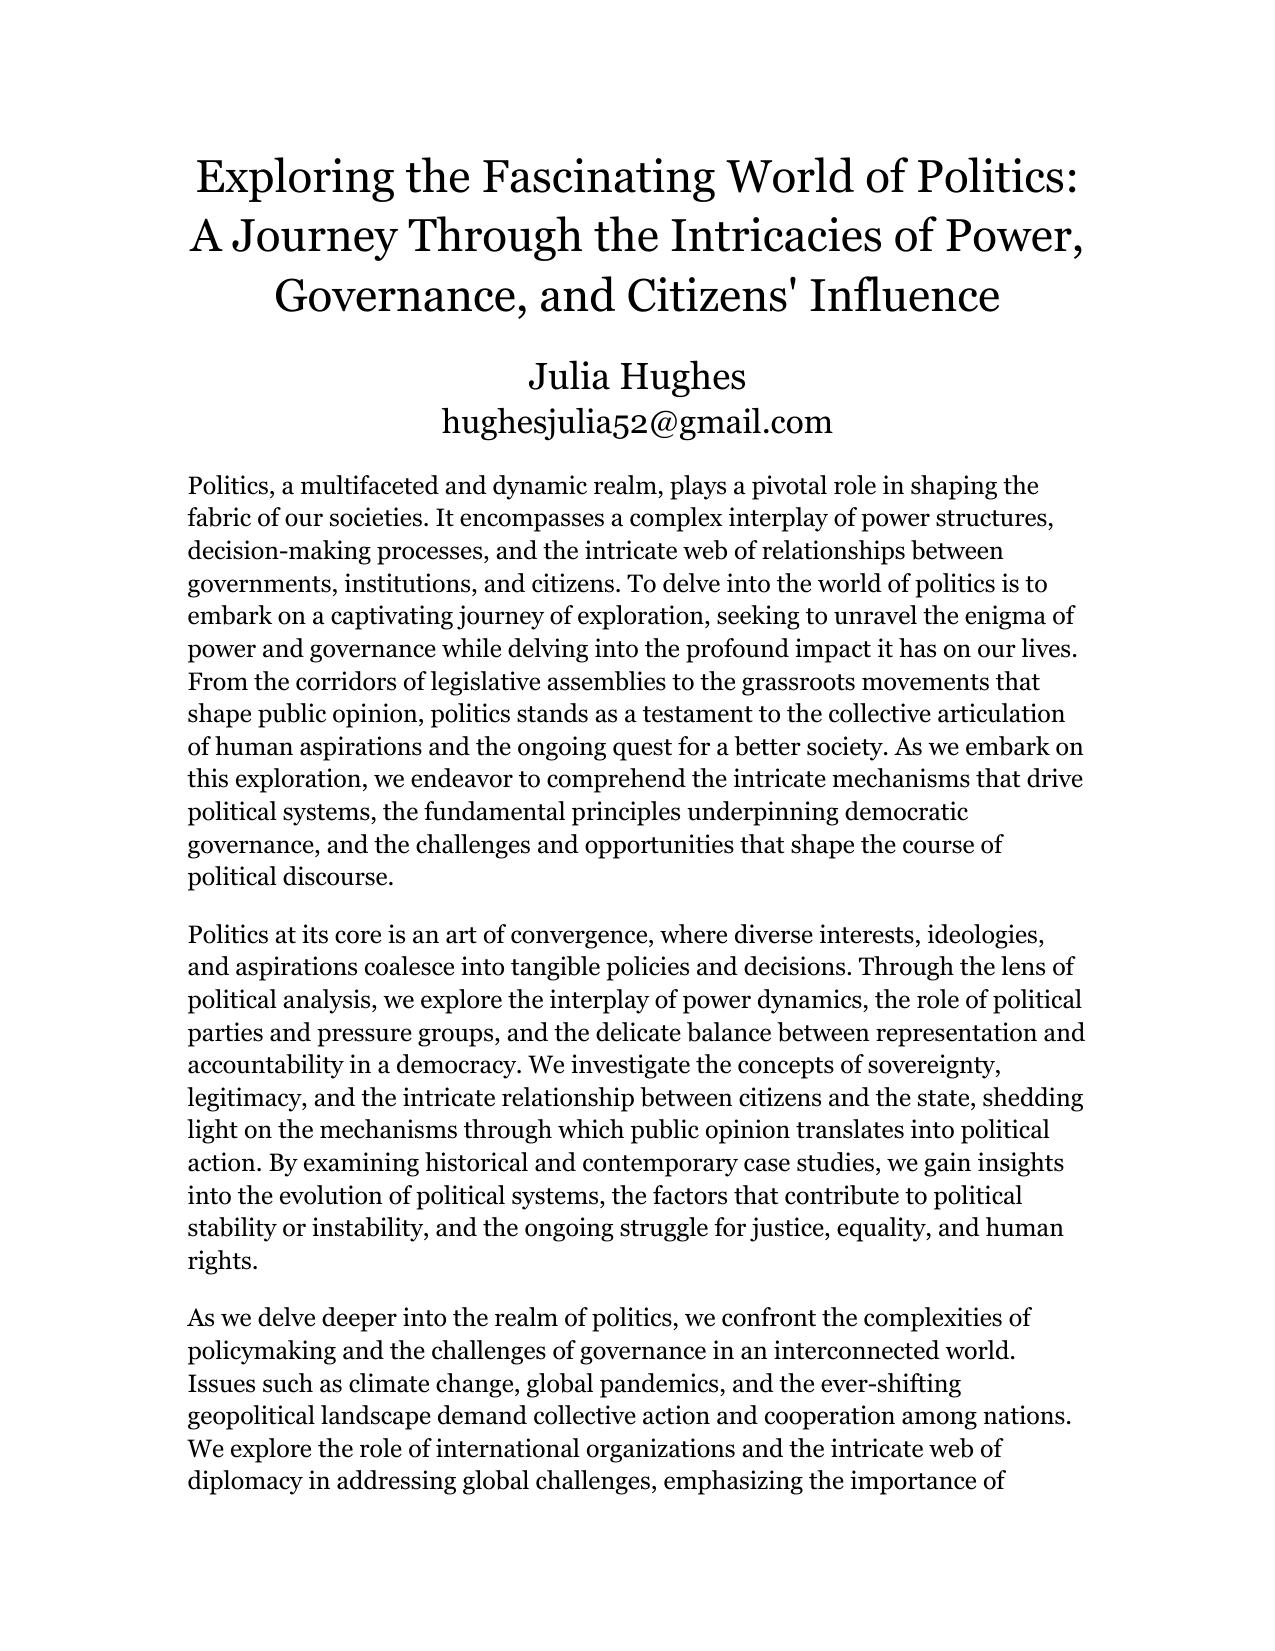 Exploring the Fascinating World of Politics:
A Journey Through the Intricacies of Power,
Governance, and Citizens' Influence
Julia Hughes
hughesjulia52@gmail.com
Politics, a multifaceted and dynamic realm, plays a pivotal role in shaping the
fabric of our societies. It encompasses a complex interplay of power structures,
decision-making processes, and the intricate web of relationships between
governments, institutions, and citizens. To delve into the world of politics is to
embark on a captivating journey of exploration, seeking to unravel the enigma of
power and governance while delving into the profound impact it has on our lives.
From the corridors of legislative assemblies to the grassroots movements that
shape public opinion, politics stands as a testament to the collective articulation
of human aspirations and the ongoing quest for a better society. As we embark on
this exploration, we endeavor to comprehend the intricate mechanisms that drive
political systems, the fundamental principles underpinning democratic
governance, and the challenges and opportunities that shape the course of
political discourse.
Politics at its core is an art of convergence, where diverse interests, ideologies,
and aspirations coalesce into tangible policies and decisions. Through the lens of
political analysis, we explore the interplay of power dynamics, the role of political
parties and pressure groups, and the delicate balance between representation and
accountability in a democracy. We investigate the concepts of sovereignty,
legitimacy, and the intricate relationship between citizens and the state, shedding
light on the mechanisms through which public opinion translates into political
action. By examining historical and contemporary case studies, we gain insights
into the evolution of political systems, the factors that contribute to political
stability or instability, and the ongoing struggle for justice, equality, and human
rights.
As we delve deeper into the realm of politics, we confront the complexities of
policymaking and the challenges of governance in an interconnected world.
Issues such as climate change, global pandemics, and the ever-shifting
geopolitical landscape demand collective action and cooperation among nations.
We explore the role of international organizations and the intricate web of
diplomacy in addressing global challenges, emphasizing the importance of